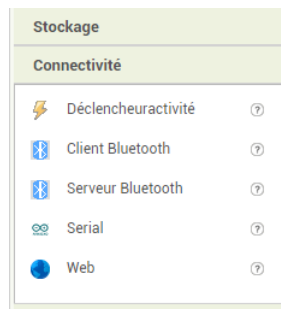 Stockage
Connectivité
Déclencheuractivité ?
Client Bluetooth ?
Serveur Bluetooth ?
Serial ?
Web ?